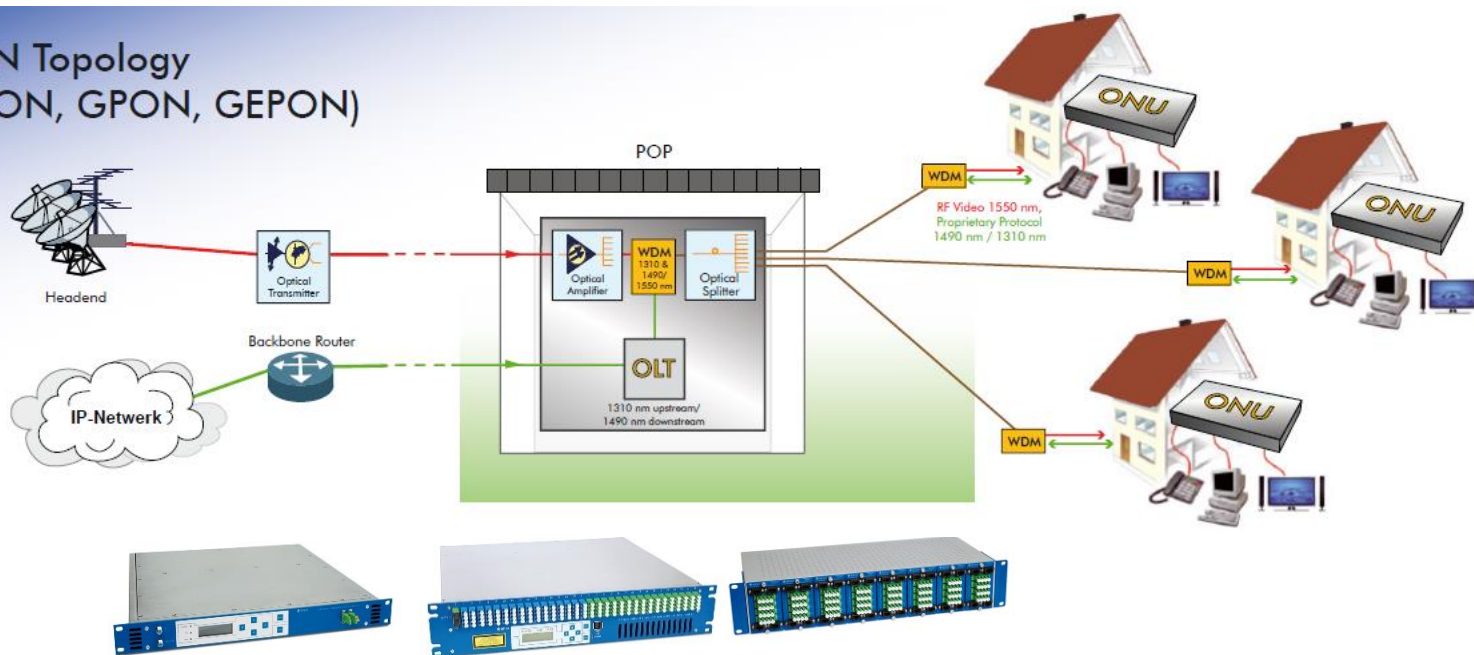 N Topology
ON, GPON, GEPON)
POP
Headend
Optical
Transmitter
Optical
Amplifier
WDM
1310 &
1490/
1550 nm
Optical
Splitter
Backbone Router
IP-Netwerk
OLT
1310 nm upstream/
1490 nm downstream
WDM
RF Video 1550 nm,
Proprietary Protocol
1490 nm / 1310 nm
ONU
WDM
ONU
WDM
ONU